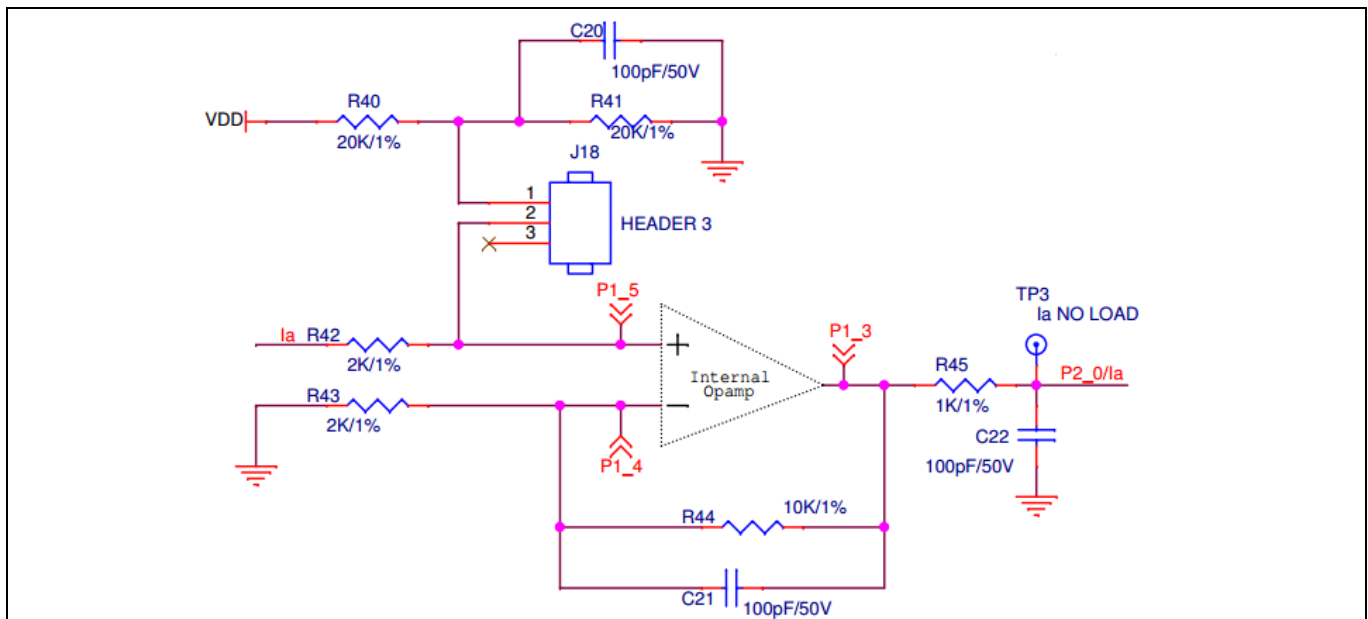 C20
100pF/50V
VDD
R40
20K/1%
R41
20K/1%
J18
1
2
3
HEADER 3
P1_5
TP3
Ia NO LOAD
Ia
R42
2K/1%
+
Internal
Opamp
P1_3
R45
1K/1%
P2_0/Ia
R43
2K/1%
−
P1_4
C22
100pF/50V
R44
10K/1%
C21
100pF/50V